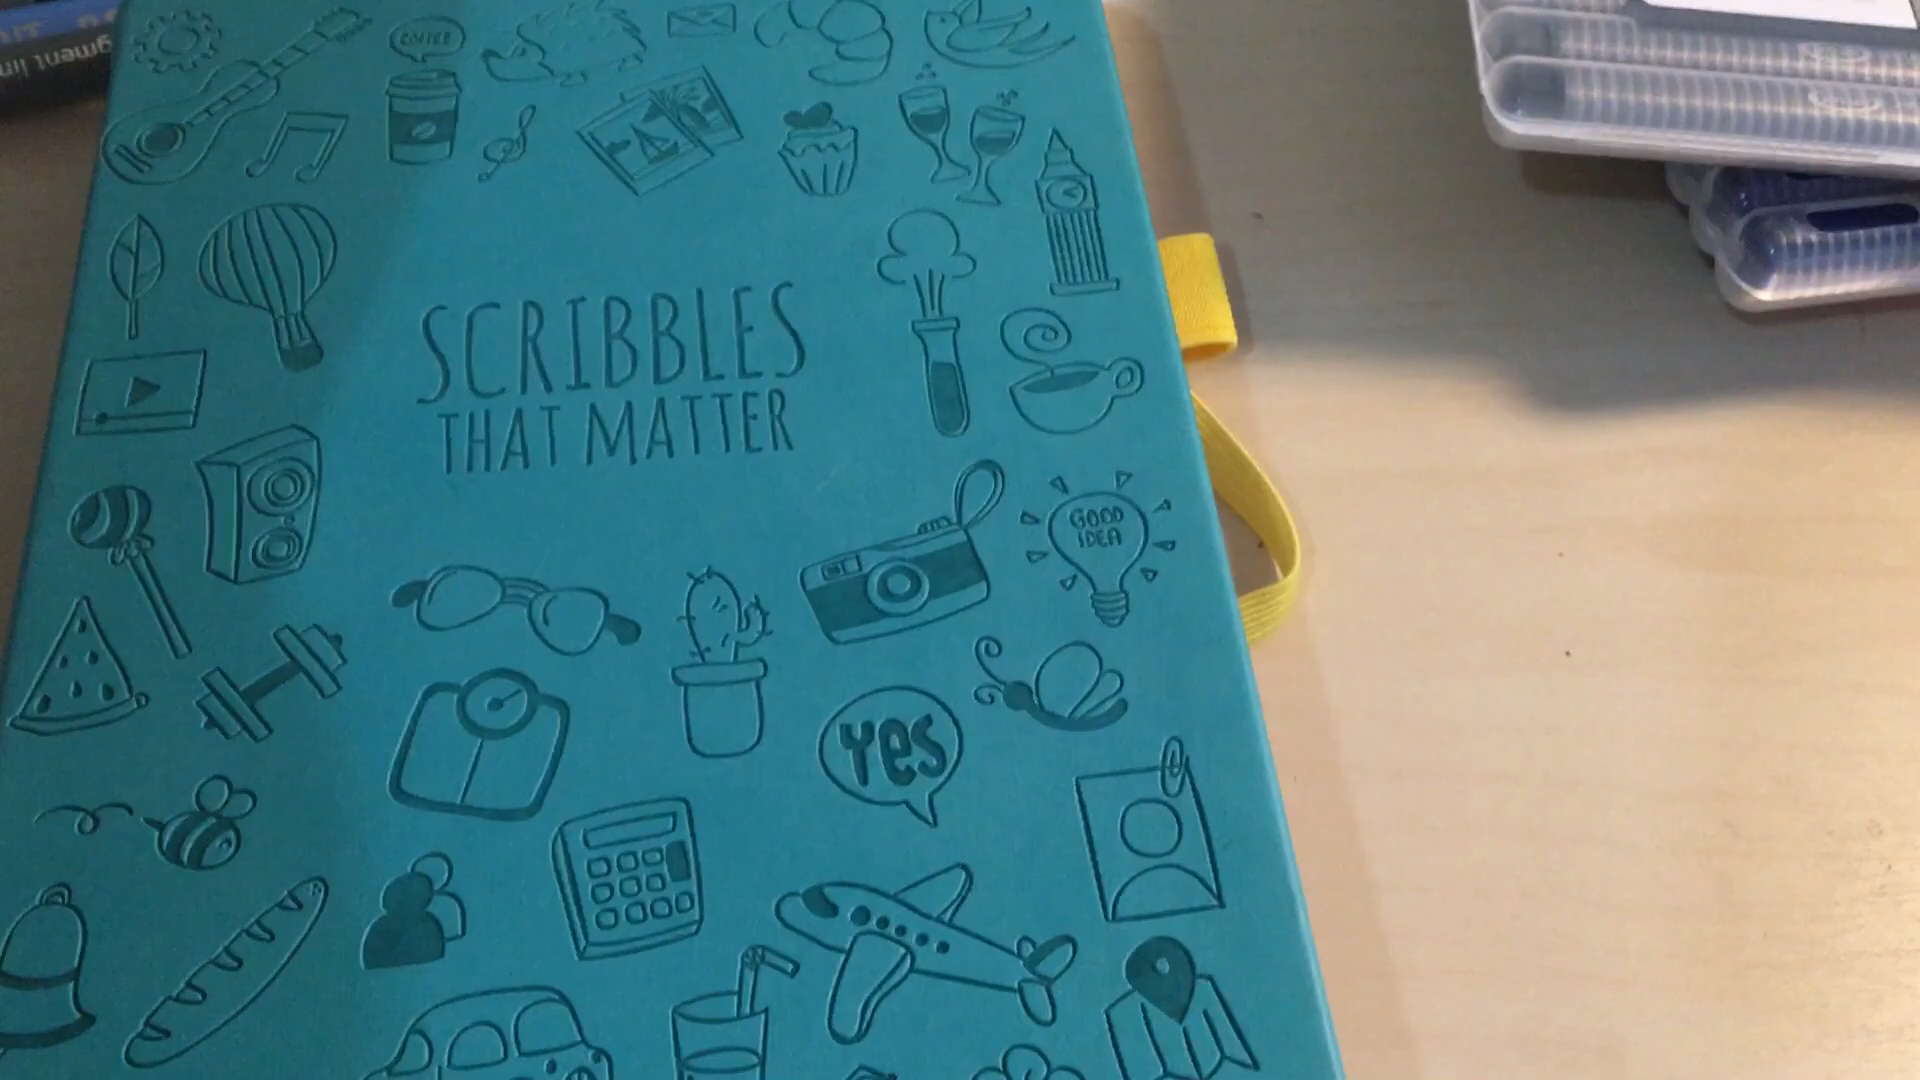 COFFEE
SCRIBBLES
THAT MATTER
GOOD
IDEA
Yes